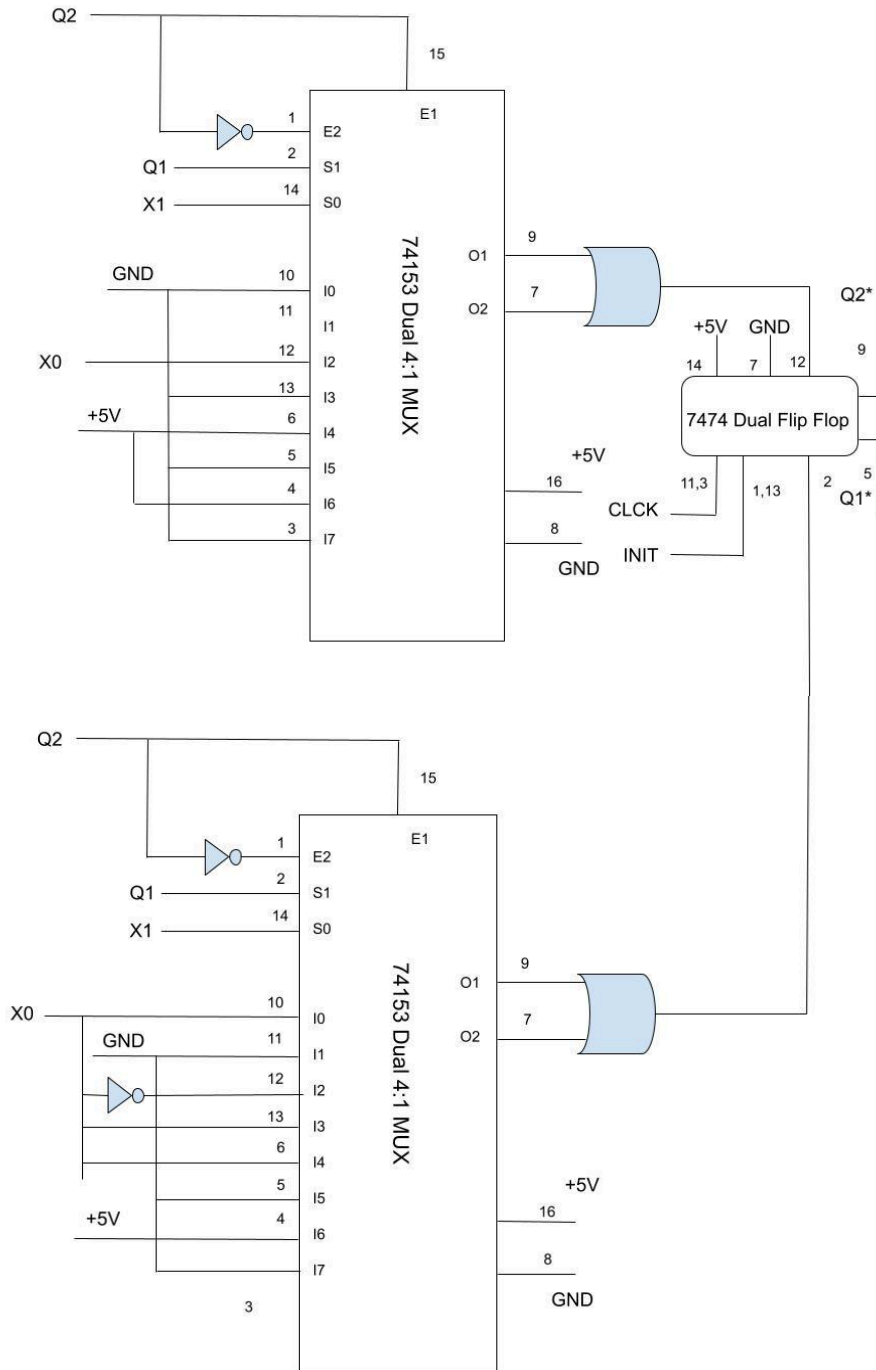 Q2
15
E1
1
E2
2
Q1
S1
14
X1
S0
74153 Dual 4:1 MUX
9
O1
7
O2
GND
10
I0
11
I1
X0
12
I2
13
I3
+5V
6
I4
5
I5
4
I6
3
I7
+5V
16
8
GND
Q2*
+5V
GND
9
14
7
12
7474 Dual Flip Flop
11,3
1,13
2
5
Q1*
CLCK
INIT
Q2
15
E1
1
E2
2
Q1
S1
14
X1
S0
74153 Dual 4:1 MUX
9
O1
7
O2
X0
10
I0
GND
11
I1
12
I2
13
I3
6
I4
5
I5
+5V
4
I6
I7
3
+5V
16
8
GND